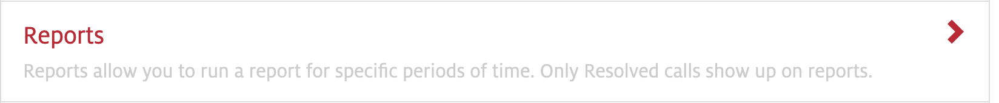 Reports
Reports allow you to run a report for specific periods of time. Only Resolved calls show up on reports.